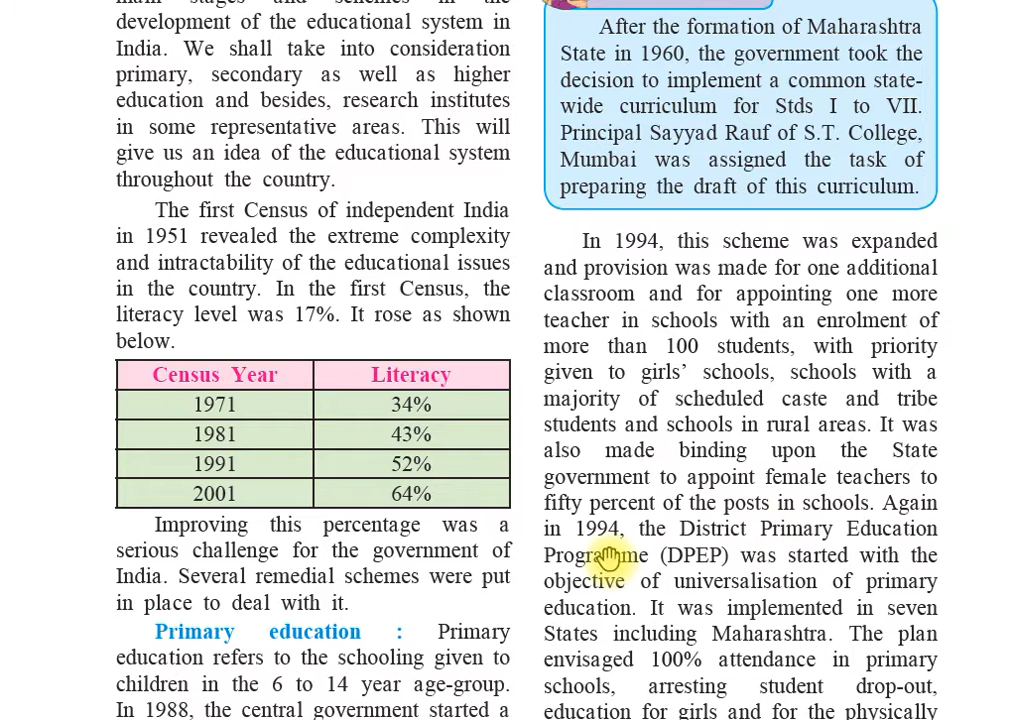 main stages and schemes in the
development of the educational system in
India. We shall take into consideration
primary, secondary as well as higher
education and besides, research institutes
in some representative areas. This will
give us an idea of the educational system
throughout the country.
The first Census of independent India
in 1951 revealed the extreme complexity
and intractability of the educational issues
in the country. In the first Census, the
literacy level was 17%. It rose as shown
below.
Census Year Literacy
1971 34%
1981 43%
1991 52%
2001 64%
Improving this percentage was a
serious challenge for the government of
India. Several remedial schemes were put
in place to deal with it.
Primary education : Primary
education refers to the schooling given to
children in the 6 to 14 year age-group.
In 1988, the central government started a
After the formation of Maharashtra
State in 1960, the government took the
decision to implement a common state-
wide curriculum for Stds I to VII.
Principal Sayyad Rauf of S.T. College,
Mumbai was assigned the task of
preparing the draft of this curriculum.
In 1994, this scheme was expanded
and provision was made for one additional
classroom and for appointing one more
teacher in schools with an enrolment of
more than 100 students, with priority
given to girls' schools, schools with a
majority of scheduled caste and tribe
students and schools in rural areas. It was
also made binding upon the State
government to appoint female teachers to
fifty percent of the posts in schools. Again
in 1994, the District Primary Education
Programme (DPEP) was started with the
objective of universalisation of primary
education. It was implemented in seven
States including Maharashtra. The plan
envisaged 100% attendance in primary
schools, arresting student drop-out,
education for girls and for the physically